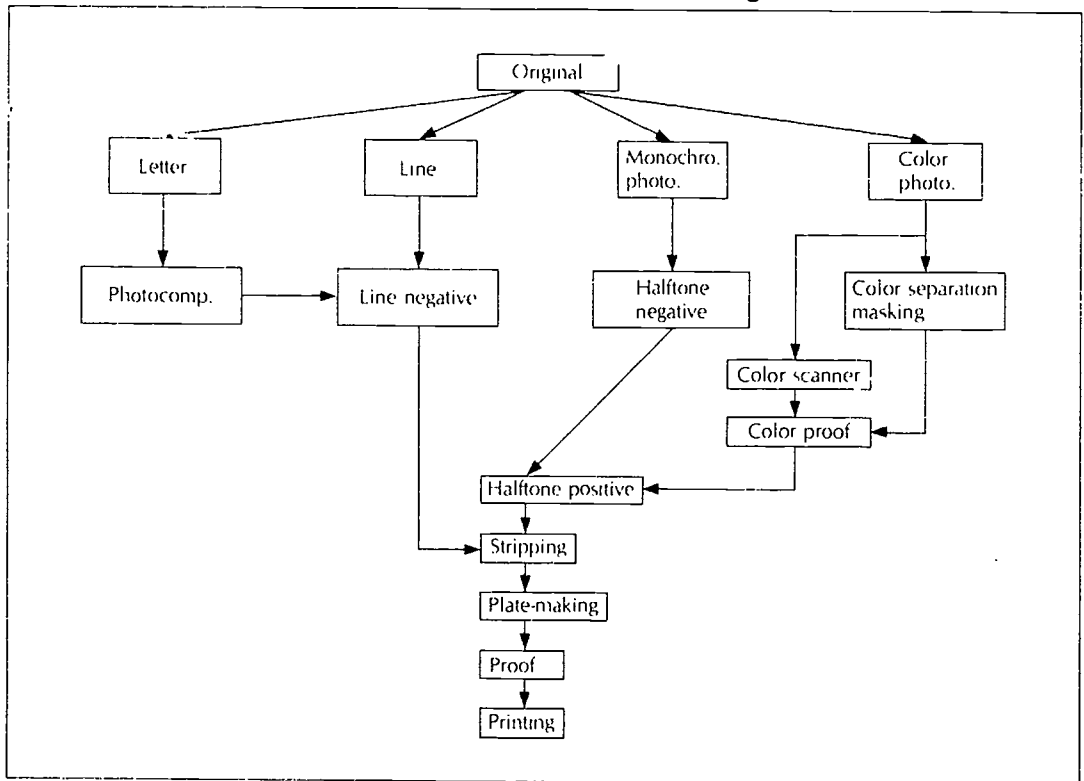 Original
Letter
Line
Monochro.
photo.
Color
photo.
Photocomp.
Line negative
Halftone
negative
Color separation
masking
Color scanner
Color proof
Halftone positive
Stripping
Plate-making
Proof
Printing